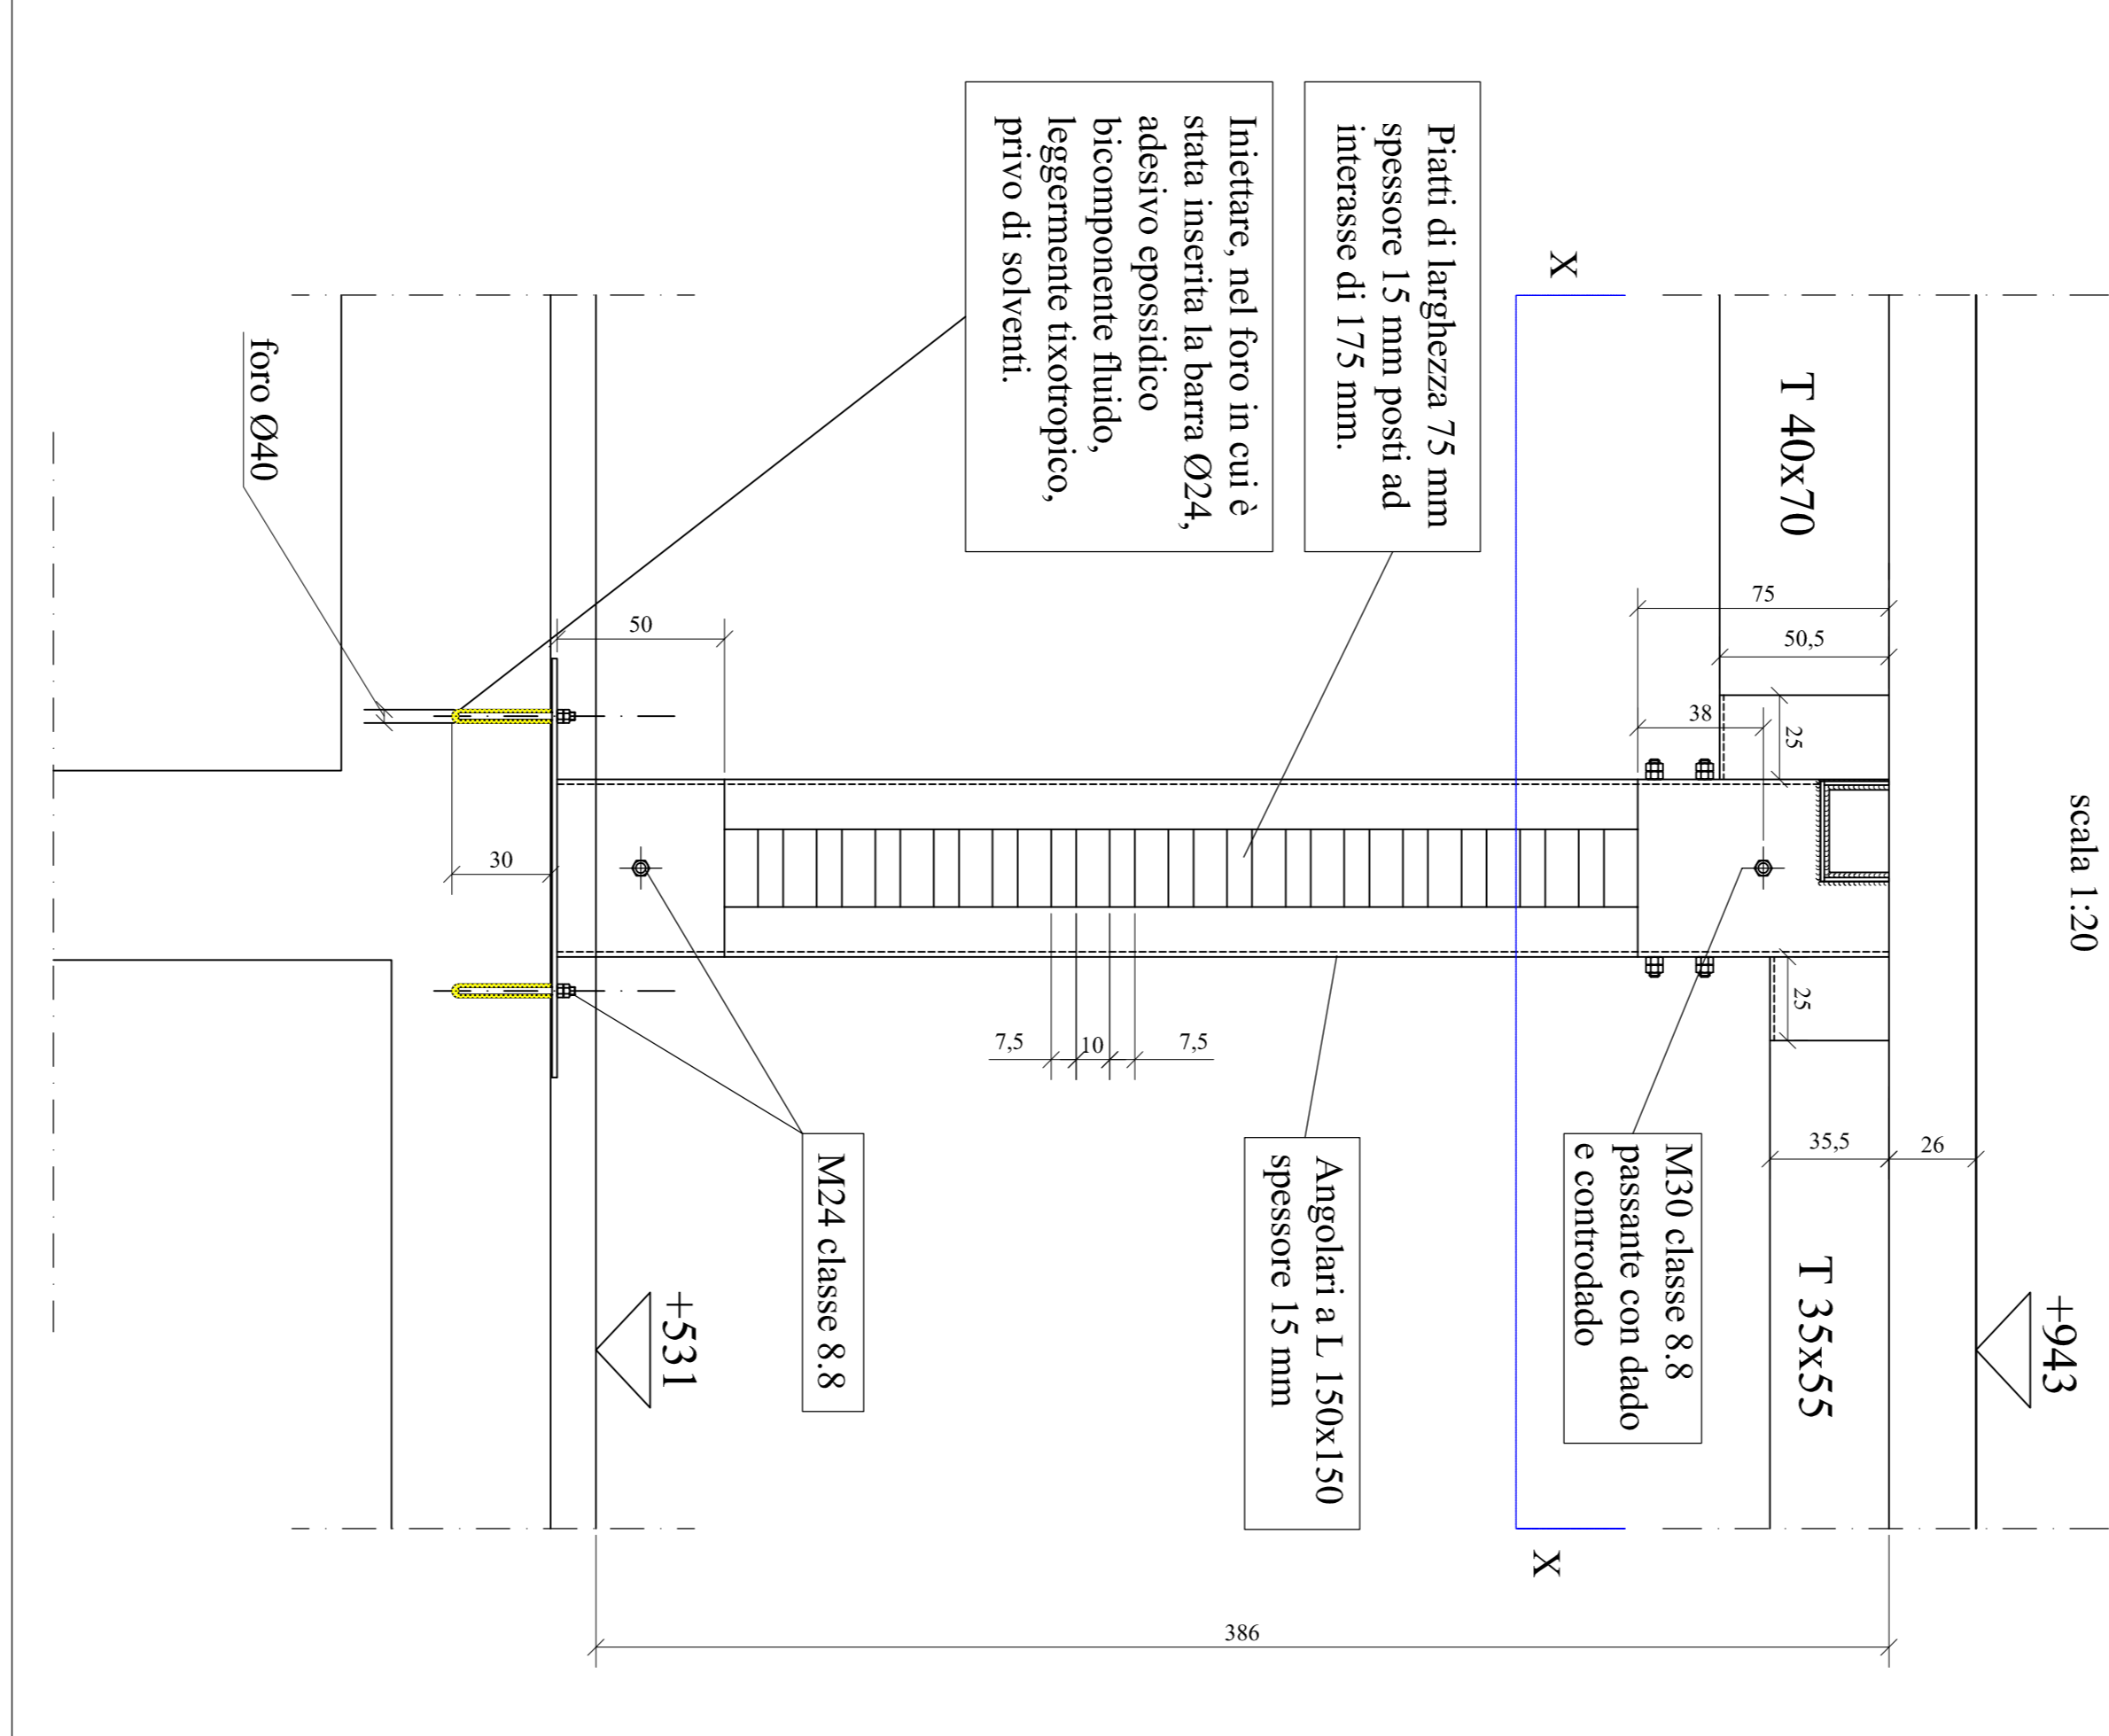 scala 1:20
+943
T 40x70
T 35x55
26
35,5
75
50,5
25
38
25
M30 classe 8.8
passante con dado
e controdado
X
X
Piatti di larghezza 75 mm
spessore 15 mm posti ad
interasse di 175 mm.
Angolari a L 150x150
spessore 15 mm
386
Iniettare, nel foro in cui è
stata inserita la barra Ø24,
adesivo epossidico
bicomponente fluido,
leggermente tixotropico,
privo di solventi.
7,5
10
7,5
M24 classe 8.8
50
+531
30
foro Ø40